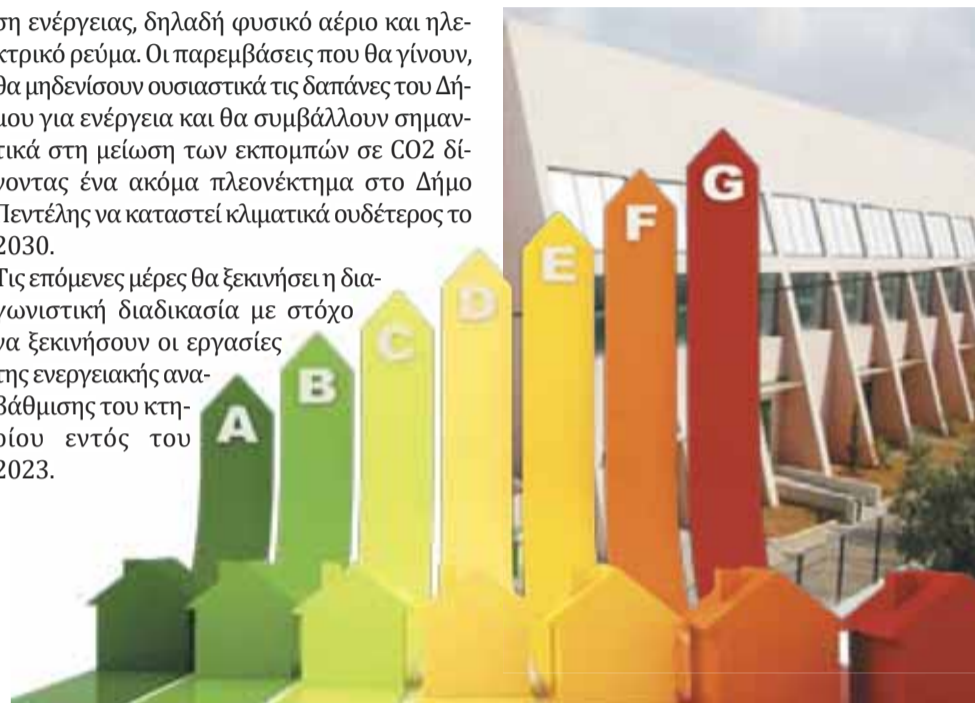 ση ενέργειας, δηλαδή φυσικό αέριο και ηλε-
κτρικό ρεύμα. Οι παρεμβάσεις που θα γίνουν,
θα μηδενίσουν ουσιαστικά τις δαπάνες του Δή-
μου για ενέργεια και θα συμβάλλουν σημαν-
τικά στη μείωση των εκπομπών σε CO2 δί-
νοντας ένα ακόμα πλεονέκτημα στο Δήμο
Πεντέλης να καταστεί κλιματικά ουδέτερος το
2030.
Τις επόμενες μέρες θα ξεκινήσει η δια-
γωνιστική διαδικασία με στόχο
να ξεκινήσουν οι εργασίες
της ενεργειακής ανα-
βάθμισης του κτη-
ρίου εντός του
2023.
A
B
C
D
E
F
G